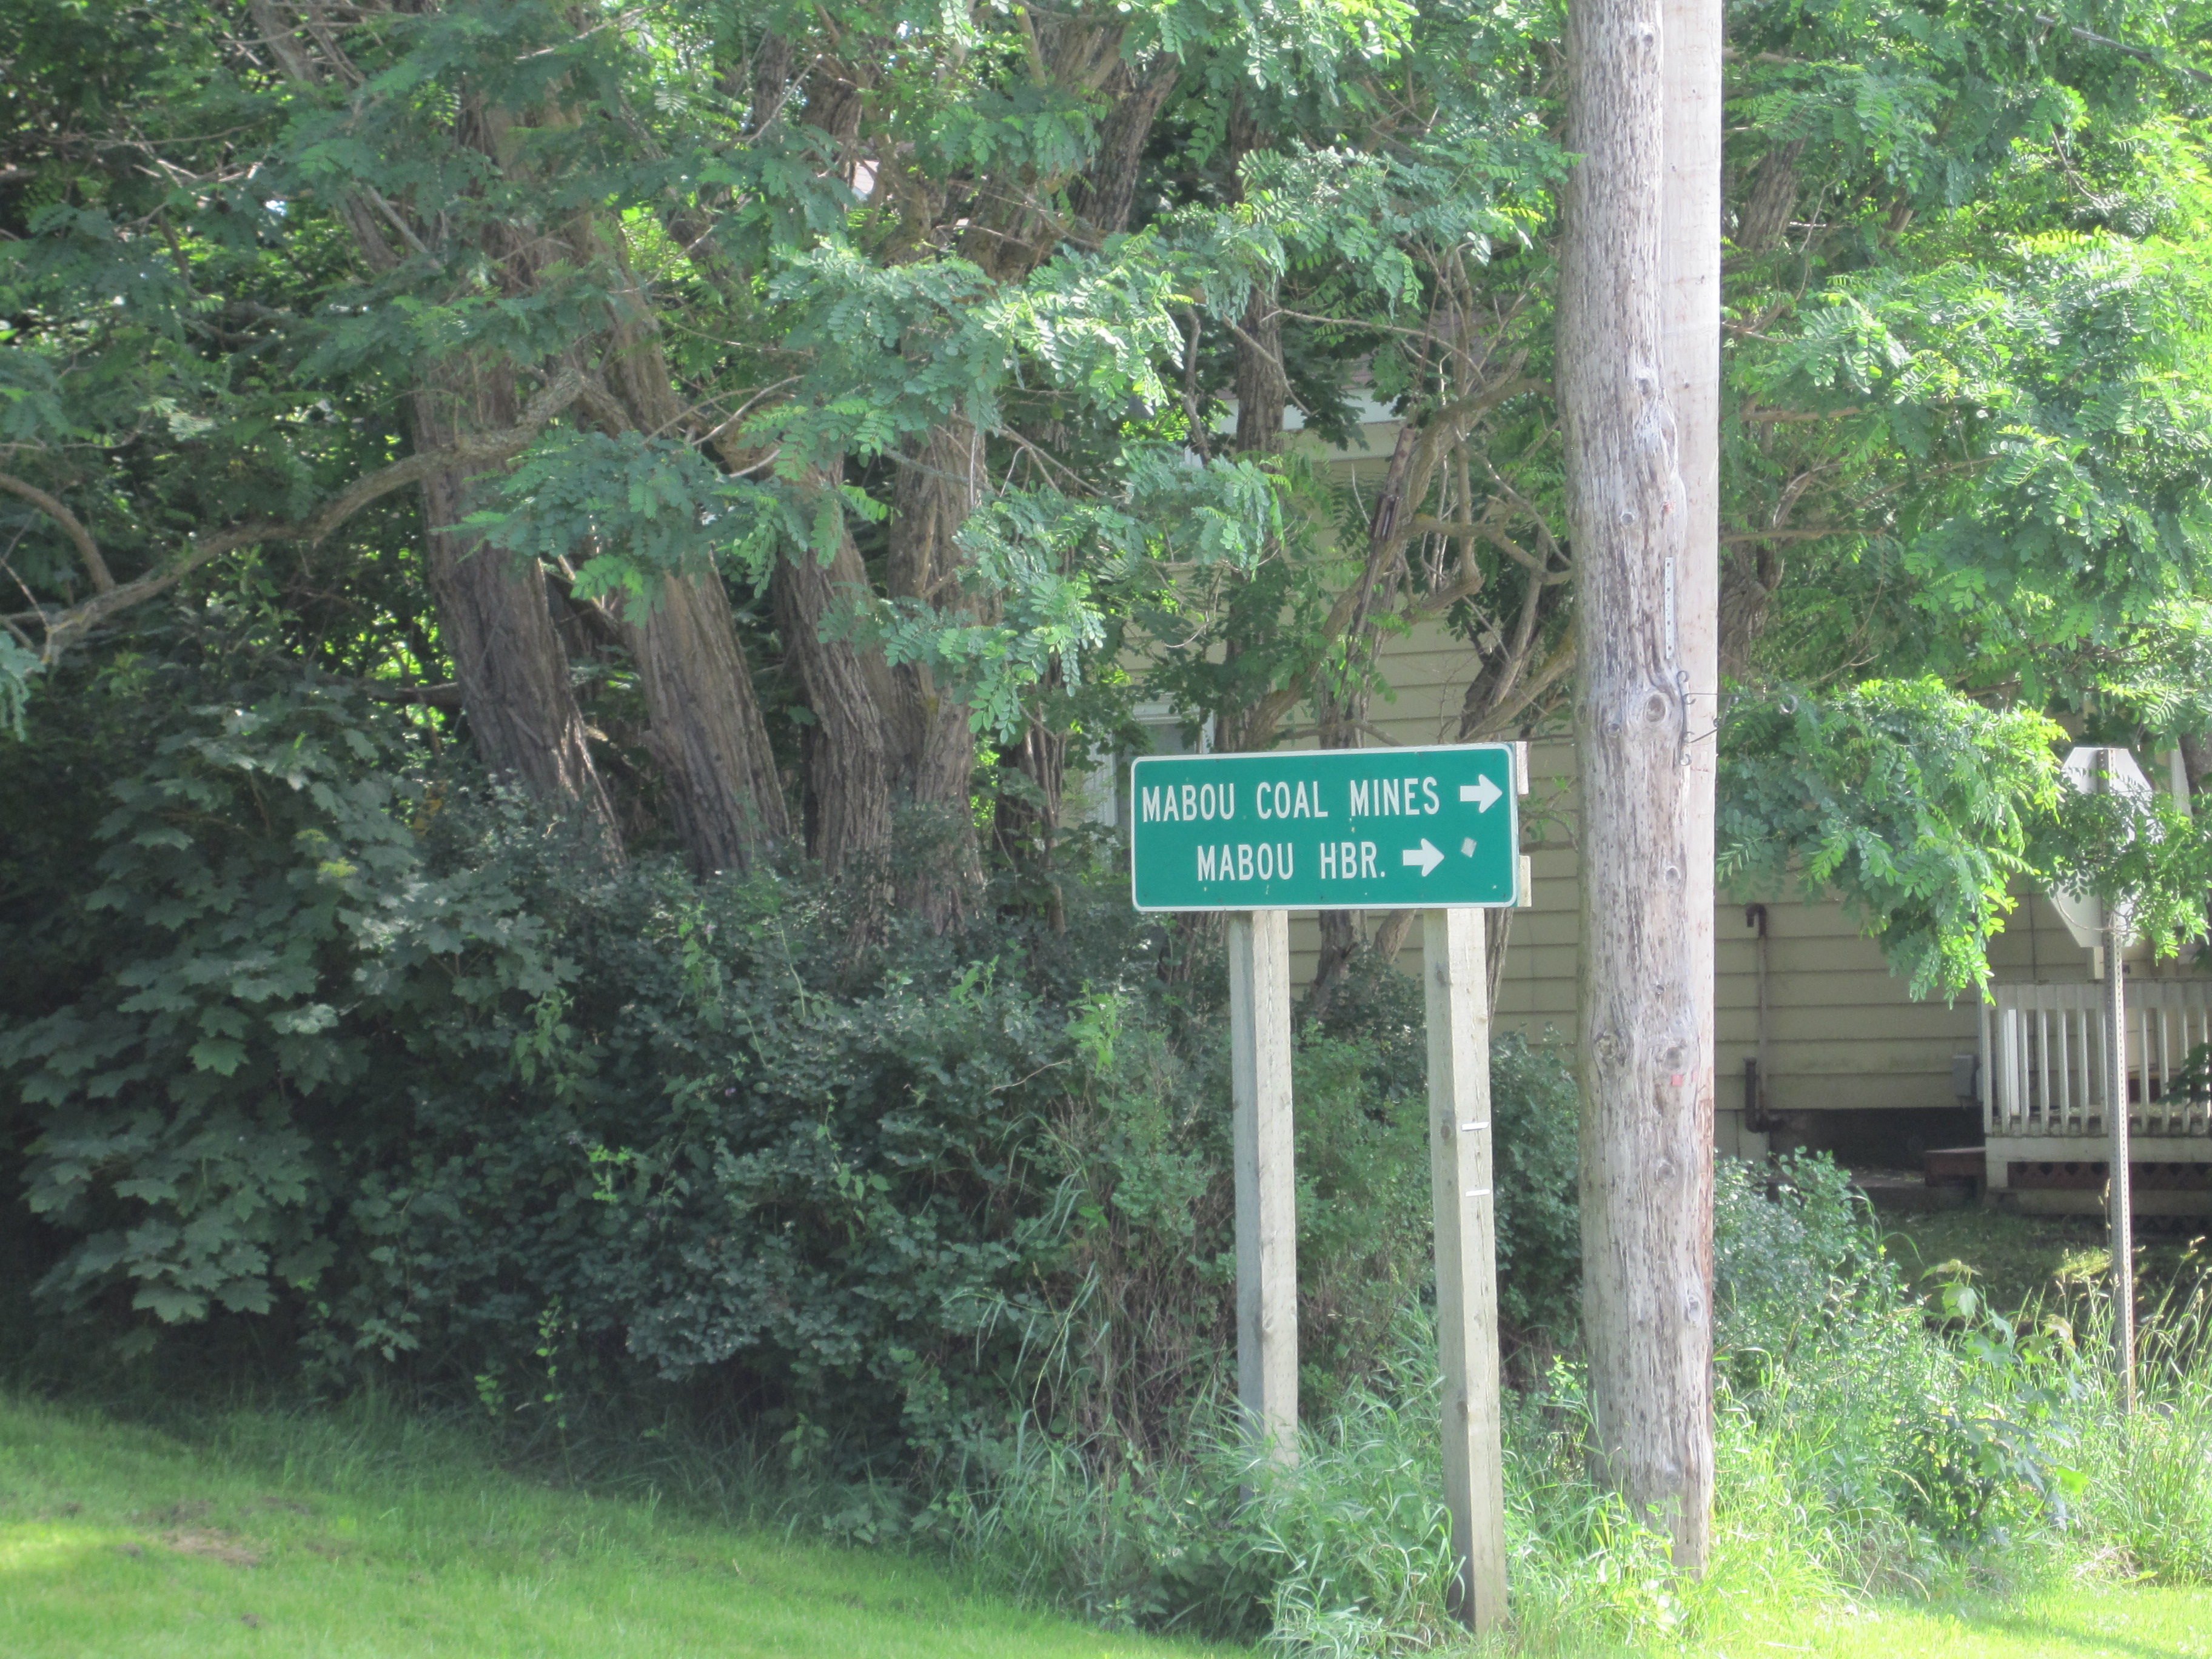 MABOU COAL MINES →
MABOU HBR. →